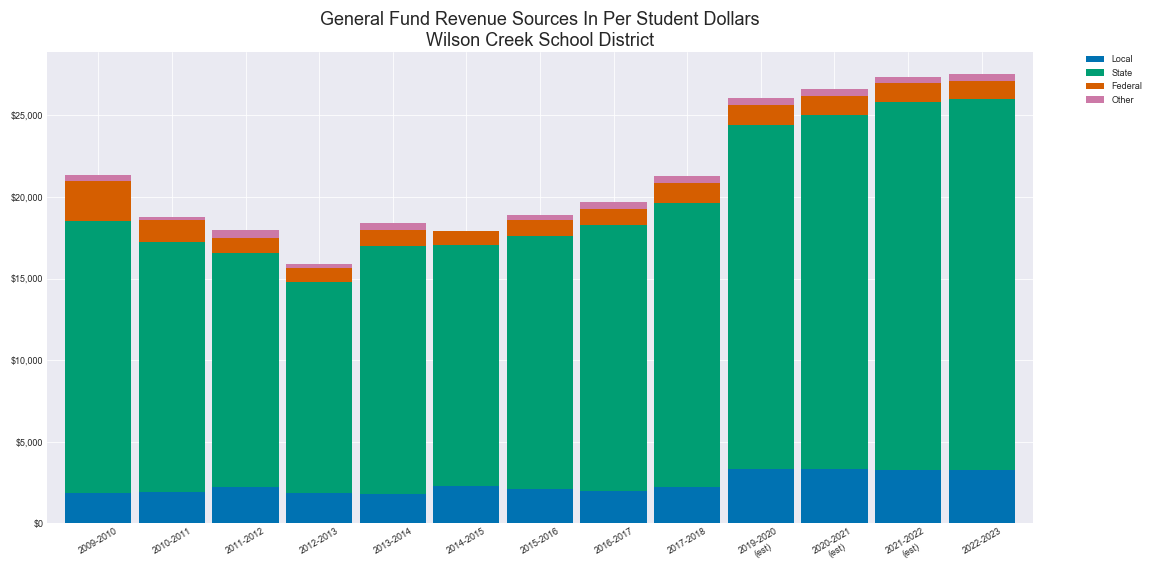 General Fund Revenue Sources In Per Student Dollars
Wilson Creek School District
Local
State
Federal
Other
$25,000
$20,000
$15,000
$10,000
$5,000
$0
2009-2010
2010-2011
2011-2012
2012-2013
2013-2014
2014-2015
2015-2016
2016-2017
2017-2018
2019-2020
(est)
2020-2021
(est)
2021-2022
(est)
2022-2023